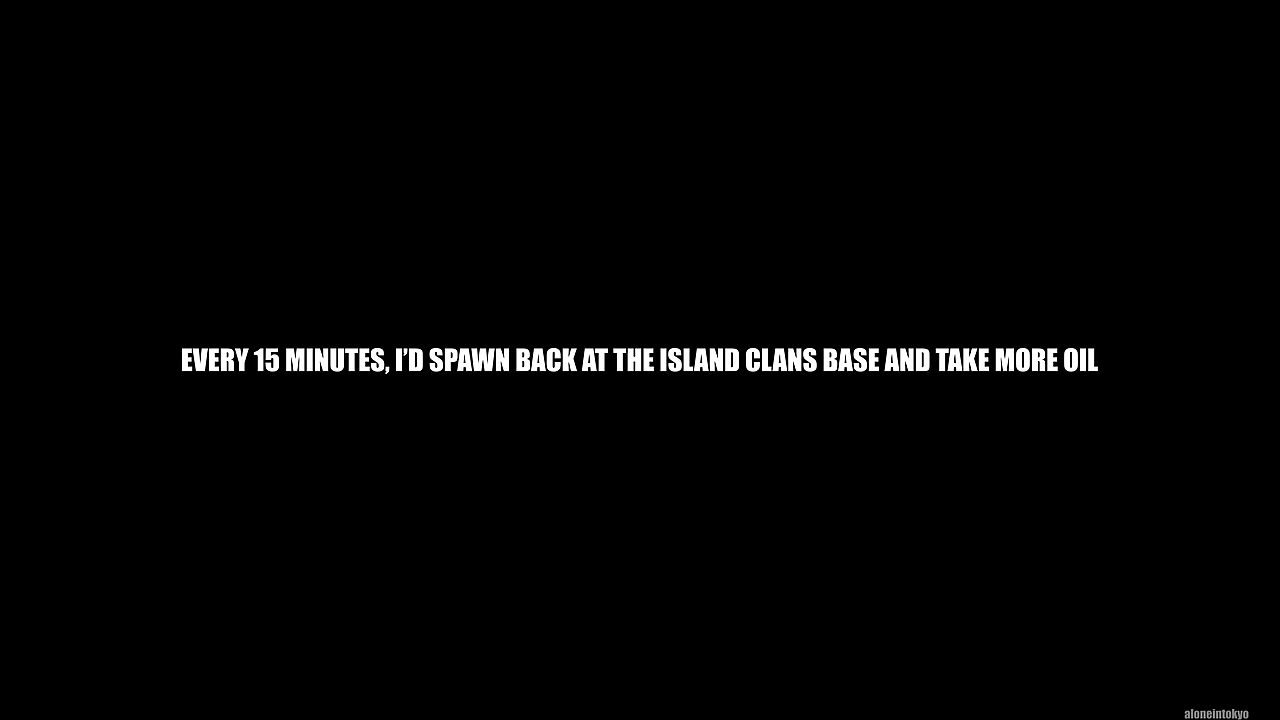 EVERY 15 MINUTES, I’D SPAWN BACK AT THE ISLAND CLANS BASE AND TAKE MORE OIL
aloneintokyo